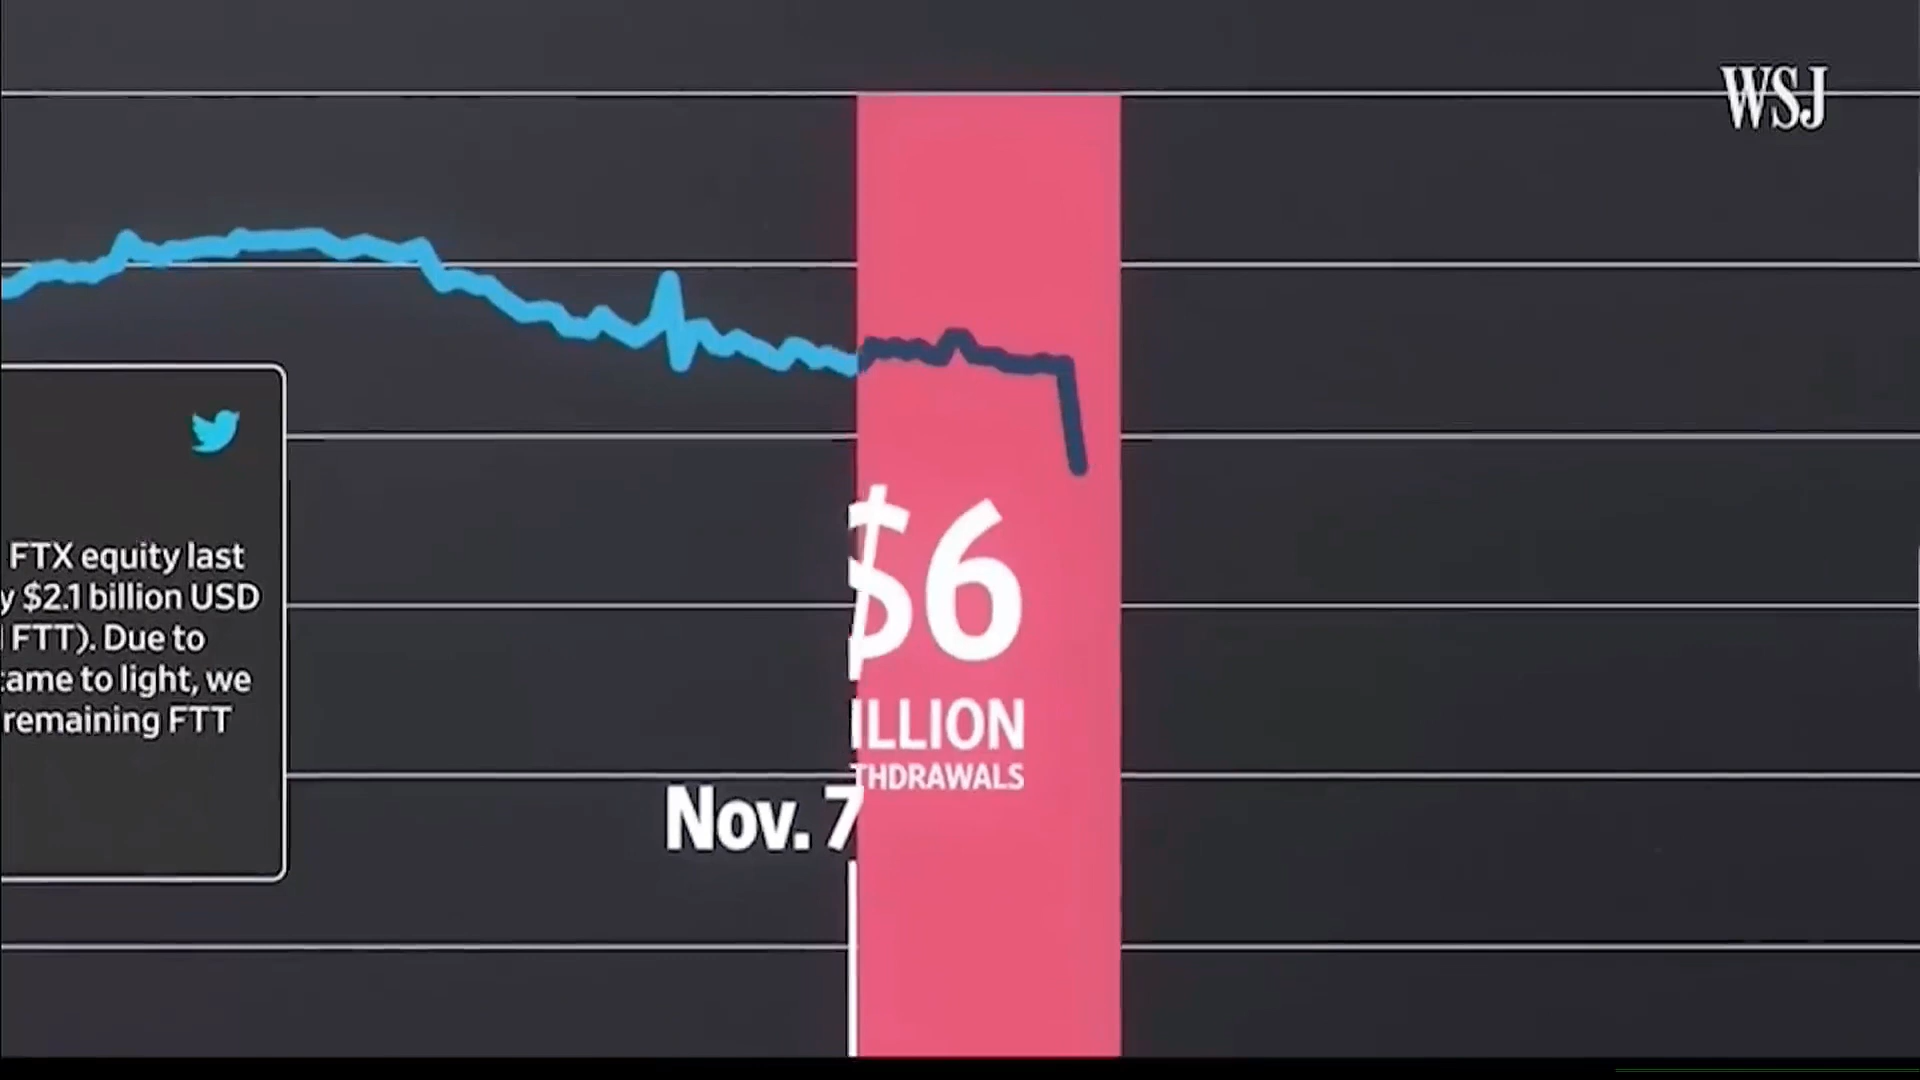 WSJ
FTX equity last
y $2.1 billion USD
FTT). Due to
came to light, we
remaining FTT
$6
ILLION
THDRAWALS
Nov. 7